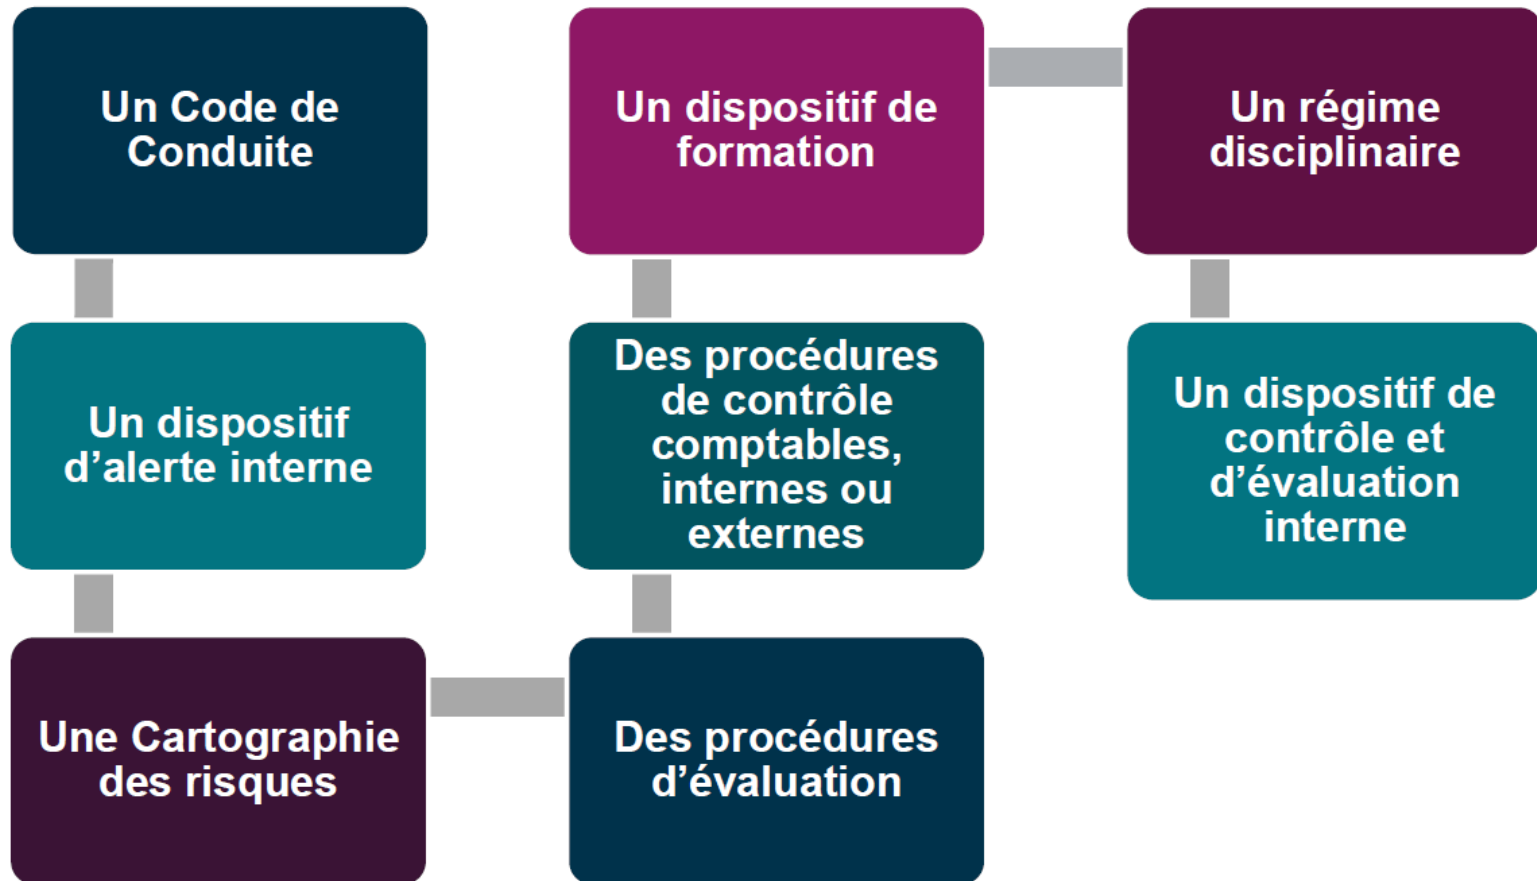 Un Code de
Conduite
Un dispositif
d’alerte interne
Une Cartographie
des risques
Des procédures
d’évaluation
Des procédures
de contrôle
comptables,
internes ou
externes
Un dispositif de
formation
Un régime
disciplinaire
Un dispositif de
contrôle et
d’évaluation
interne